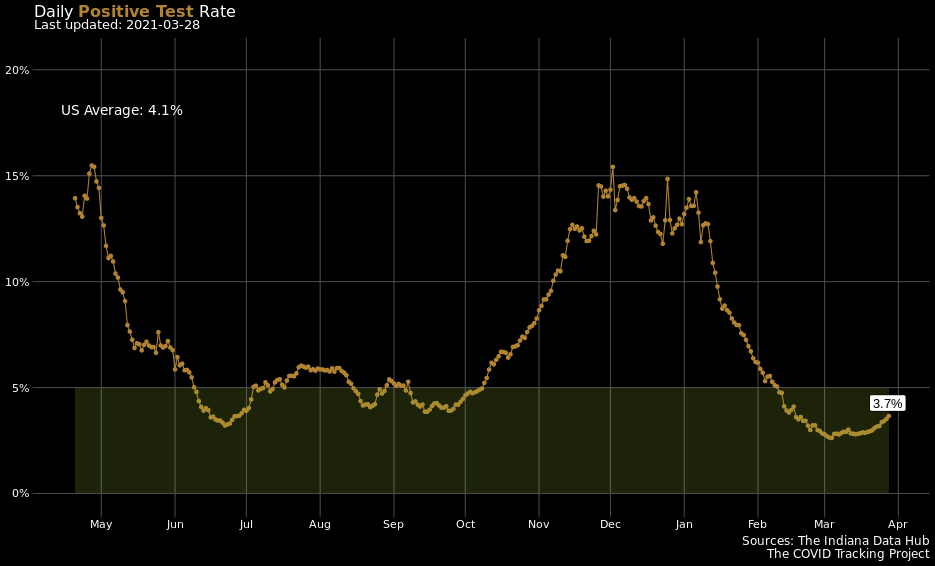 Daily Positive Test Rate
Last updated: 2021-03-28
20%
US Average: 4.1%
15%
10%
5%
3.7%
0%
May Jun Jul Aug Sep Oct Nov Dec Jan Feb Mar Apr
Sources: The Indiana Data Hub
The COVID Tracking Project